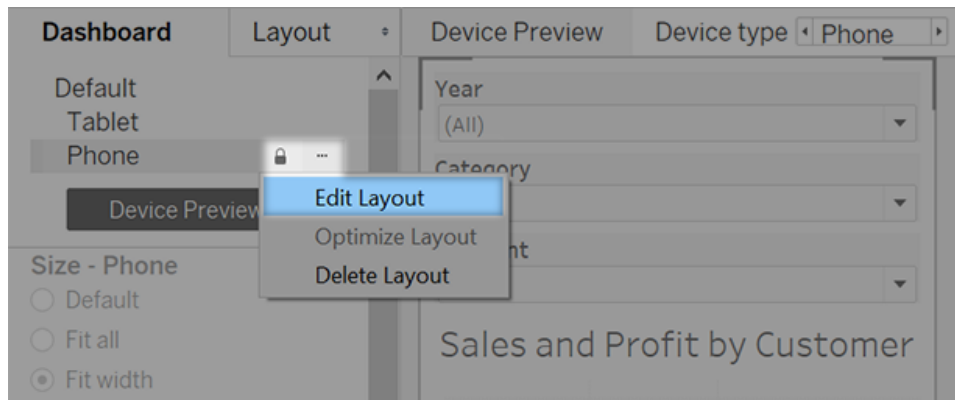 Dashboard Layout Device Preview Device type Phone
Default
Tablet
Phone
Device Preview
Size - Phone
Default
Fit all
Fit width
Edit Layout
Optimize Layout
Delete Layout
Year
(All)
Category
nt
Sales and Profit by Customer